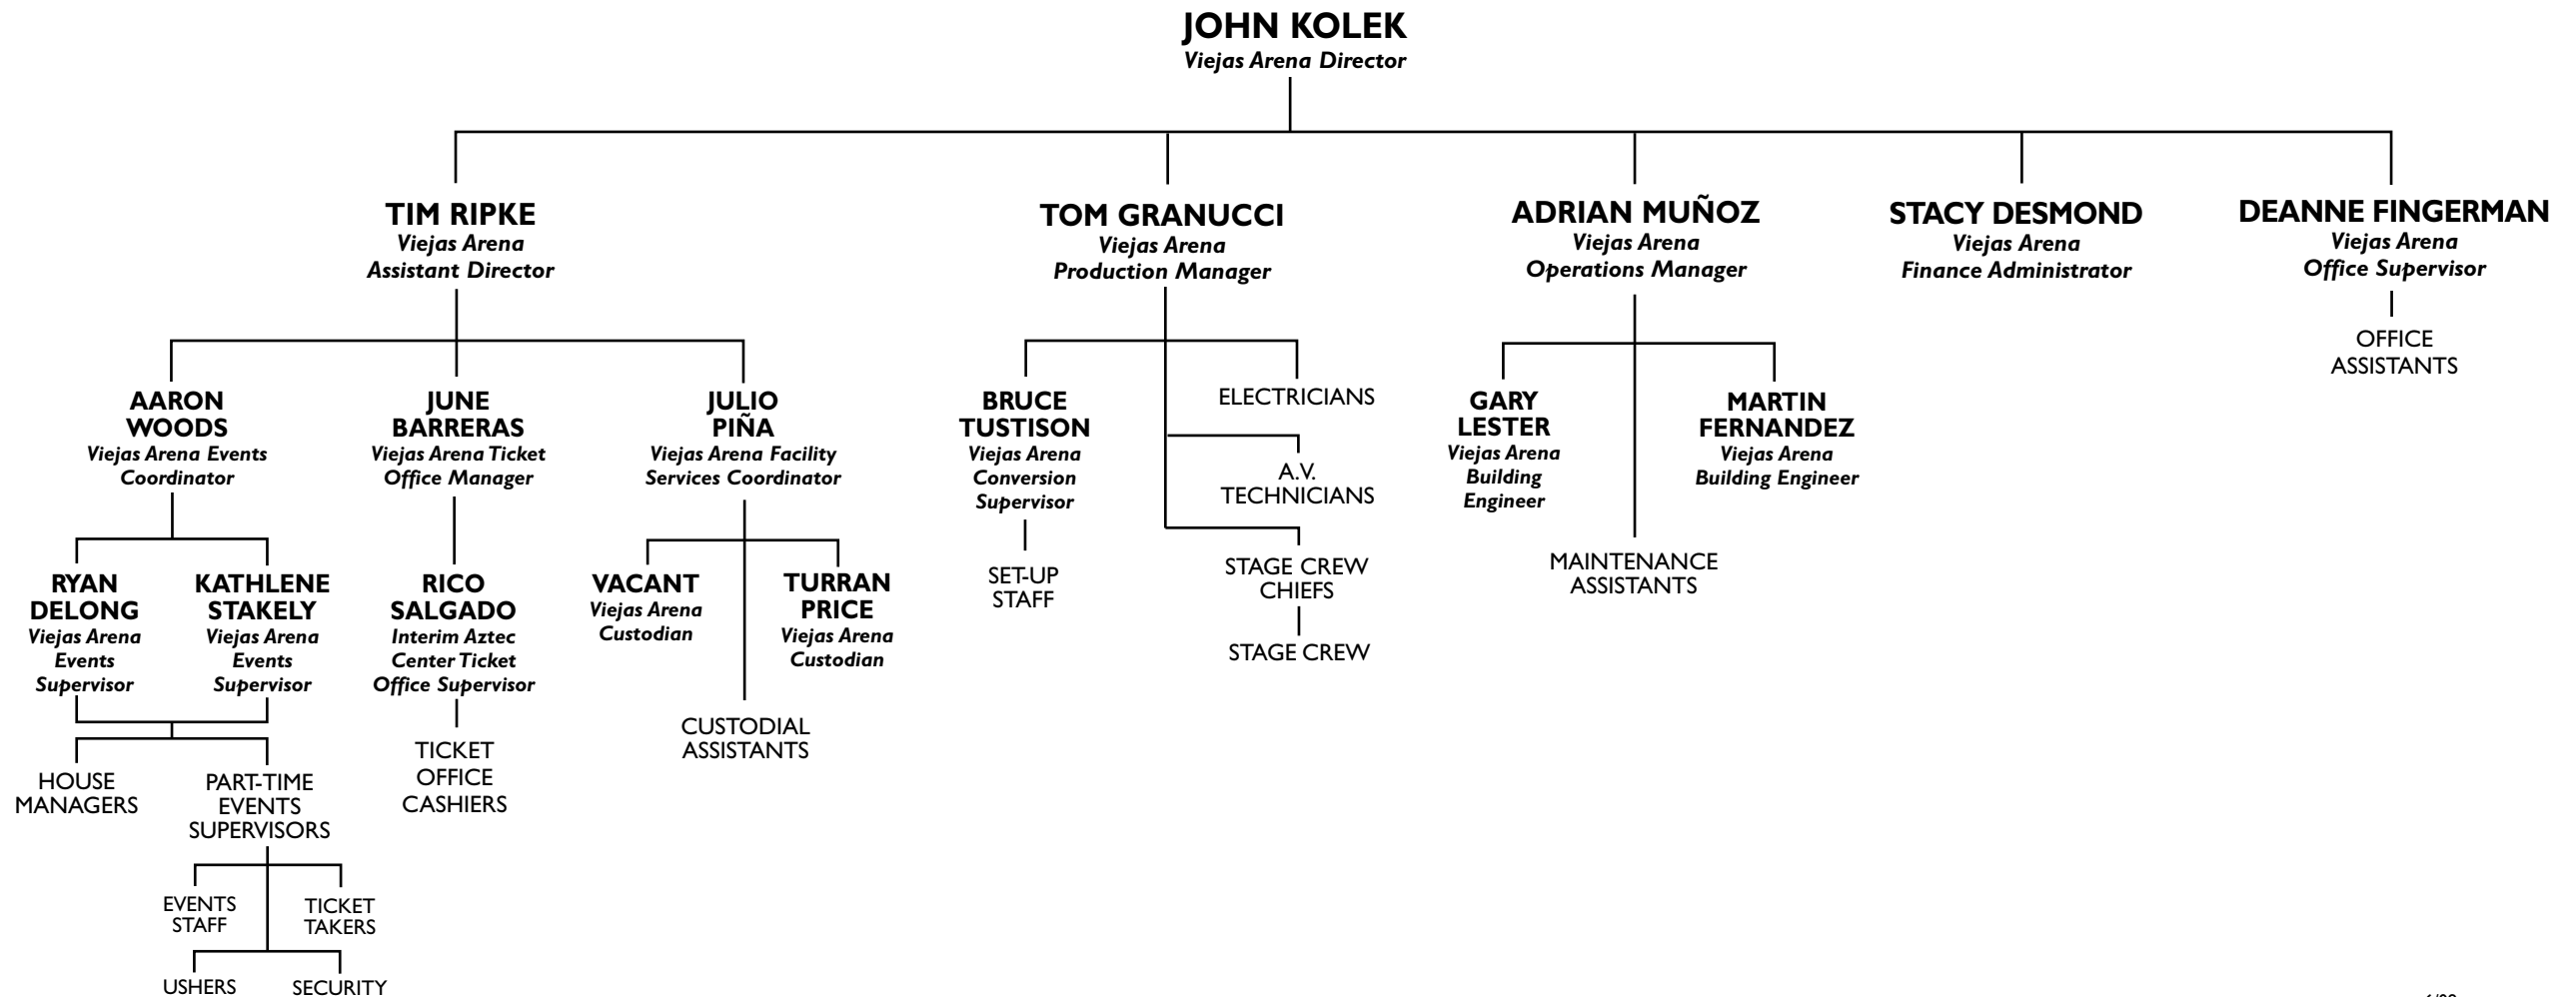 JOHN KOLEK
Viejas Arena Director
TIM RIPKE
Viejas Arena
Assistant Director
TOM GRANUCCI
Viejas Arena
Production Manager
ADRIAN MUÑOZ
Viejas Arena
Operations Manager
STACY DESMOND
Viejas Arena
Finance Administrator
DEANNE FINGERMAN
Viejas Arena
Office Supervisor
OFFICE
ASSISTANTS
AARON
WOODS
Viejas Arena Events
Coordinator
JUNE
BARRERAS
Viejas Arena Ticket
Office Manager
JULIO
PIÑA
Viejas Arena Facility
Services Coordinator
BRUCE
TUSTISON
Viejas Arena
Conversion
Supervisor
SET-UP
STAFF
ELECTRICIANS
A.V.
TECHNICIANS
STAGE CREW
CHIEFS
STAGE CREW
GARY
LESTER
Viejas Arena
Building
Engineer
MARTIN
FERNANDEZ
Viejas Arena
Building Engineer
MAINTENANCE
ASSISTANTS
RYAN
DELONG
Viejas Arena
Events
Supervisor
KATHLENE
STAKELY
Viejas Arena
Events
Supervisor
RICO
SALGADO
Interim Aztec
Center Ticket
Office Supervisor
VACANT
Viejas Arena
Custodian
TURRAN
PRICE
Viejas Arena
Custodian
CUSTODIAL
ASSISTANTS
TICKET
OFFICE
CASHIERS
HOUSE
MANAGERS
PART-TIME
EVENTS
SUPERVISORS
EVENTS
STAFF
TICKET
TAKERS
USHERS
SECURITY